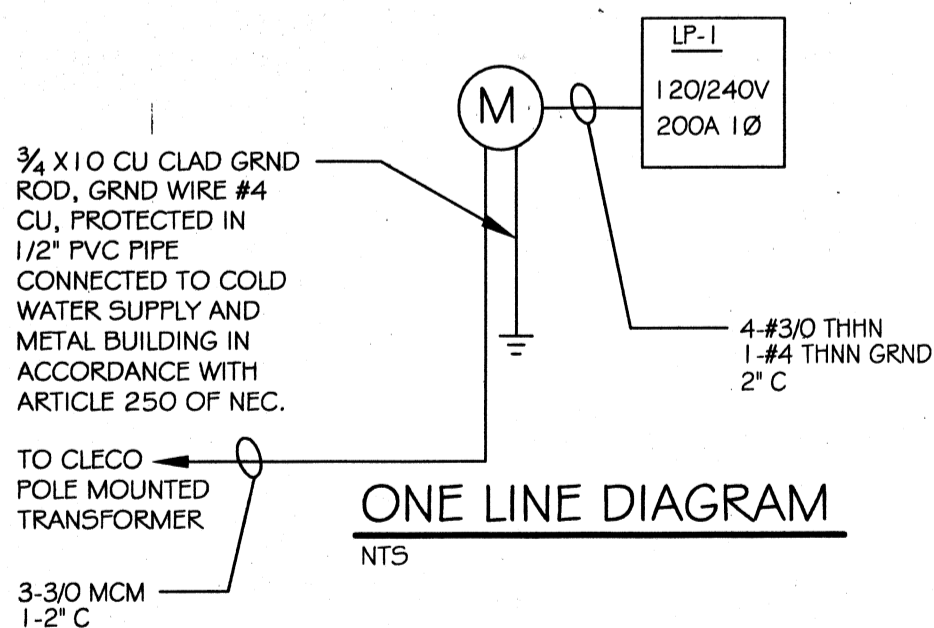 LP-1
120/240V
200A 1Ø
M
3/4 X10 CU CLAD GRND
ROD, GRND WIRE #4
CU, PROTECTED IN
1/2" PVC PIPE
CONNECTED TO COLD
WATER SUPPLY AND
METAL BUILDING IN
ACCORDANCE WITH
ARTICLE 250 OF NEC.
4-#3/0 THHN
1-#4 THNN GRND
2" C
TO CLECO
POLE MOUNTED
TRANSFORMER
ONE LINE DIAGRAM
NTS
3-3/0 MCM
1-2" C